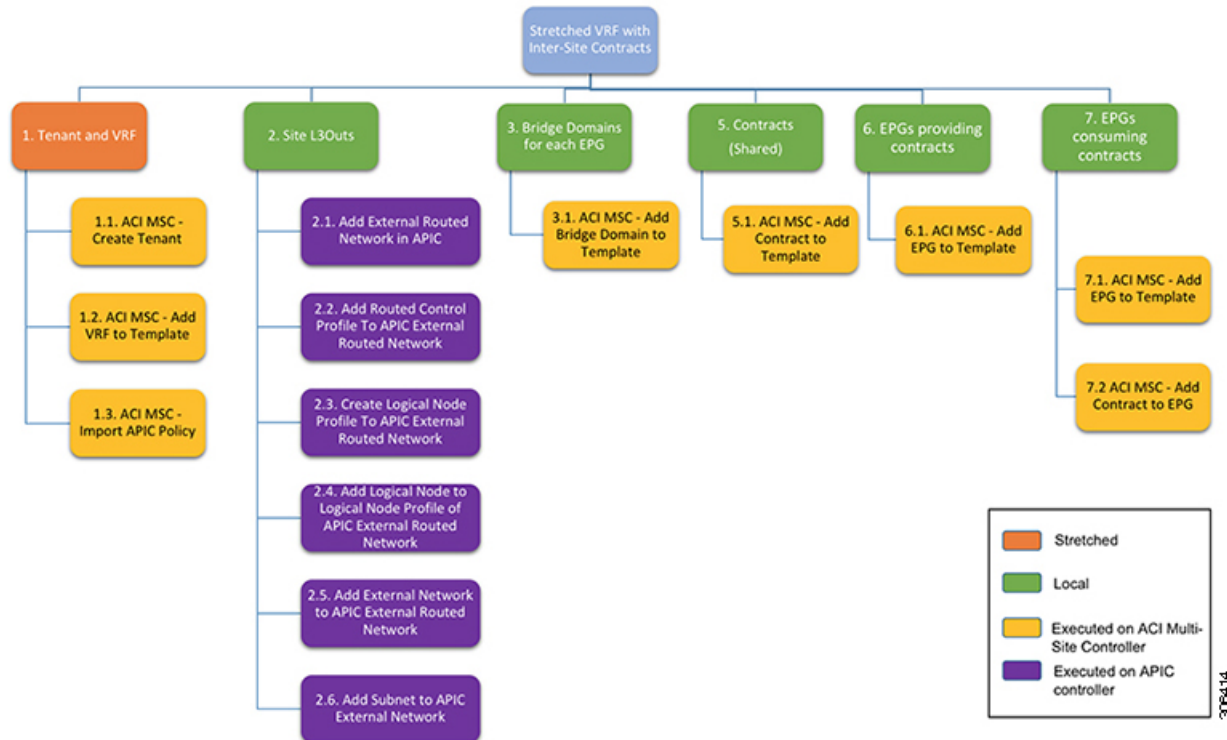 Stretched VRF with
Inter-Site Contracts
1. Tenant and VRF
2. Site L3Outs
3. Bridge Domains
for each EPG
5. Contracts
(Shared)
6. EPGs providing
contracts
7. EPGs
consuming
contracts
1.1. ACI MSC -
Create Tenant
1.2. ACI MSC - Add
VRF to Template
1.3. ACI MSC -
Import APIC Policy
2.1. Add External Routed
Network in APIC
2.2. Add Routed Control
Profile To APIC External
Routed Network
2.3. Create Logical Node
Profile To APIC External
Routed Network
2.4. Add Logical Node to
Logical Node Profile of
APIC External Routed
Network
2.5. Add External Network
to APIC External Routed
Network
2.6. Add Subnet to APIC
External Network
3.1. ACI MSC - Add
Bridge Domain to
Template
5.1. ACI MSC - Add
Contract to
Template
6.1. ACI MSC - Add
EPG to Template
7.1. ACI MSC - Add
EPG to Template
7.2 ACI MSC - Add
Contract to EPG
Stretched
Local
Executed on ACI Multi-
Site Controller
Executed on APIC
controller
306414